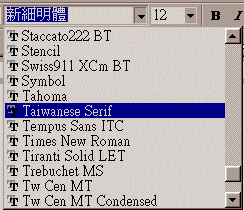 新細明體 12 B I
Staccato222 BT
Stencil
Swiss911 XCm BT
Symbol
Tahoma
Taiwanese Serif
Tempus Sans ITC
Times New Roman
Tiranti Solid LET
Trebuchet MS
Tw Cen MT
Tw Cen MT Condensed